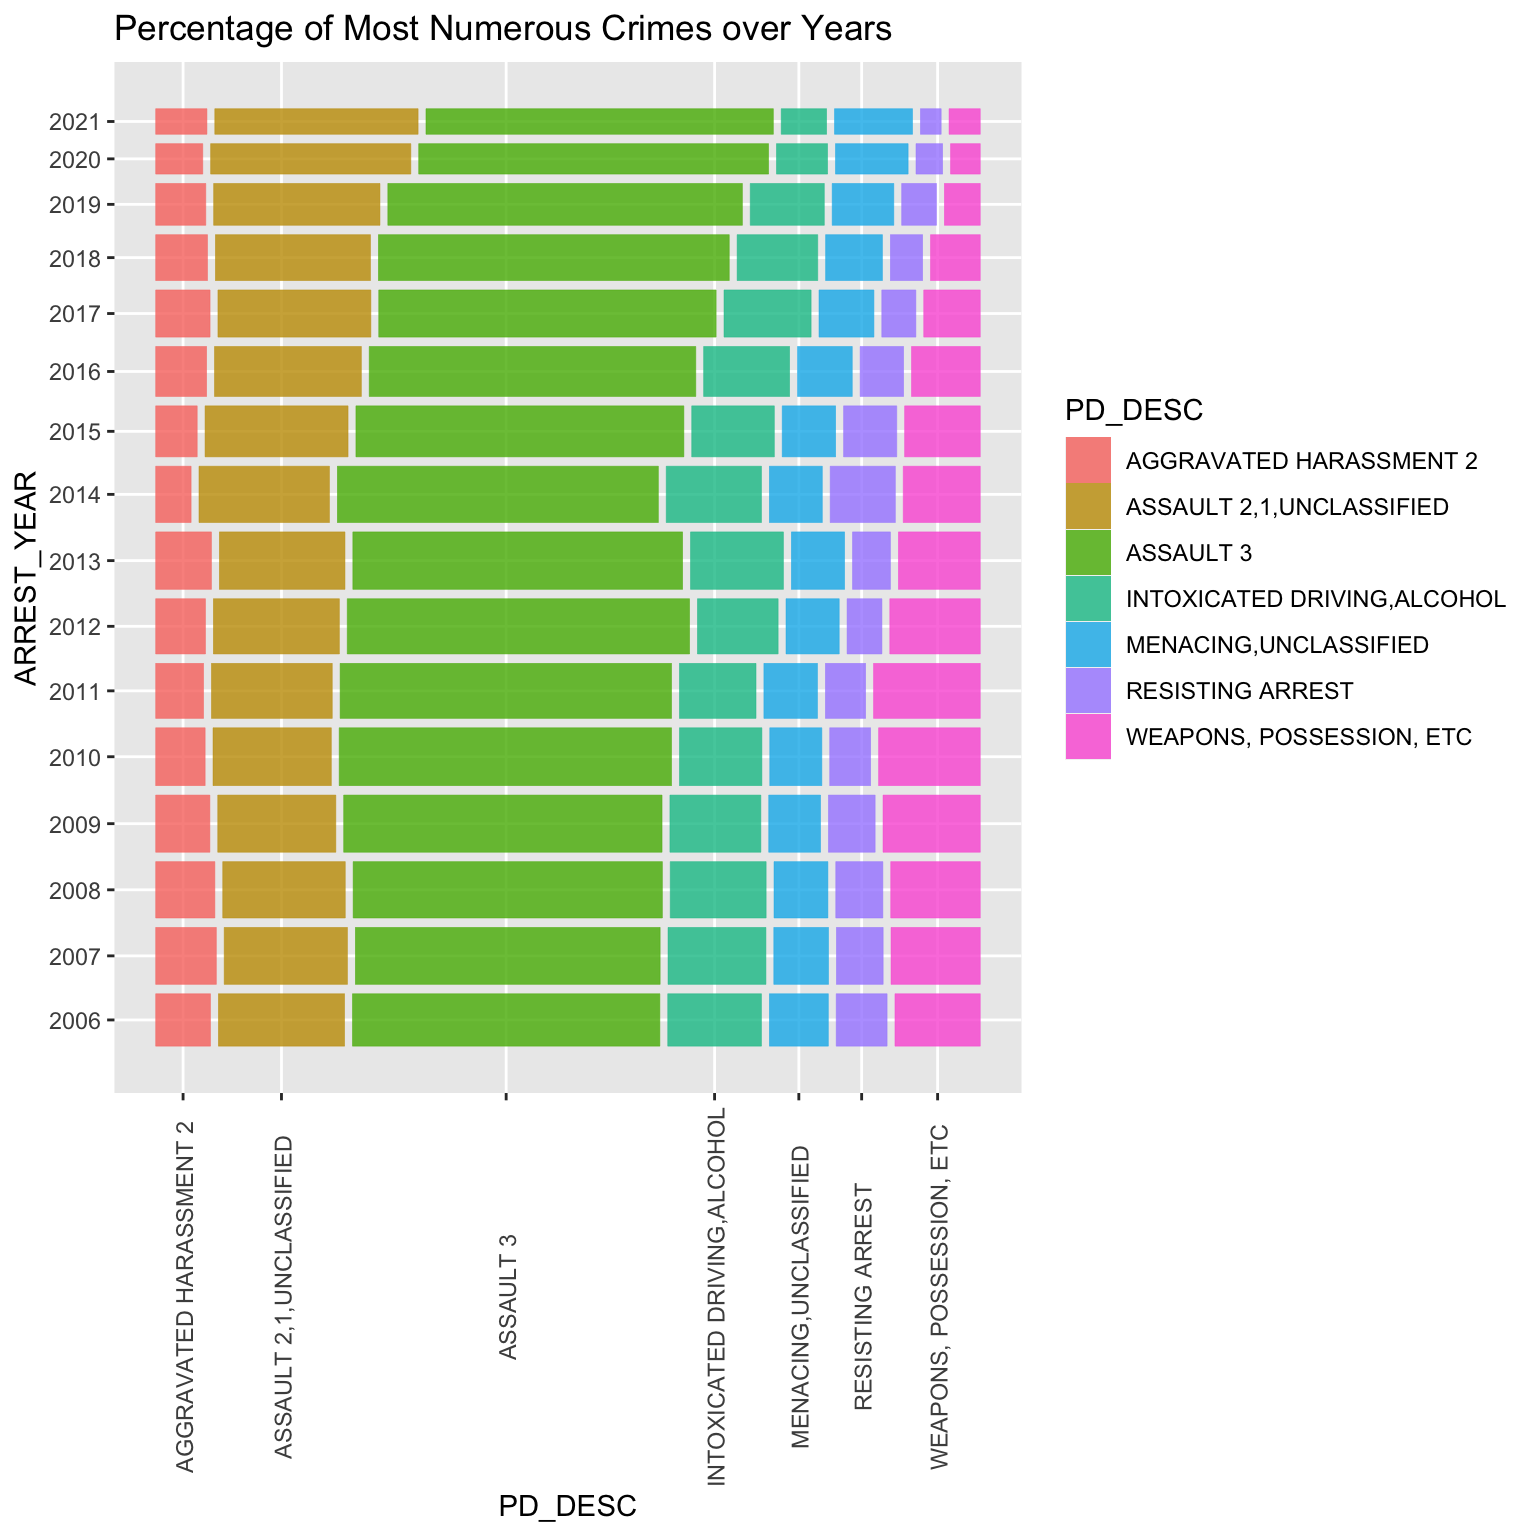 Percentage of Most Numerous Crimes over Years
ARREST_YEAR
2021
2020
2019
2018
2017
2016
2015
2014
2013
2012
2011
2010
2009
2008
2007
2006
AGGRAVATED HARASSMENT 2
ASSAULT 2,1,UNCLASSIFIED
ASSAULT 3
INTOXICATED DRIVING,ALCOHOL
MENACING,UNCLASSIFIED
RESISTING ARREST
WEAPONS, POSSESSION, ETC
PD_DESC
PD_DESC
AGGRAVATED HARASSMENT 2
ASSAULT 2,1,UNCLASSIFIED
ASSAULT 3
INTOXICATED DRIVING,ALCOHOL
MENACING,UNCLASSIFIED
RESISTING ARREST
WEAPONS, POSSESSION, ETC